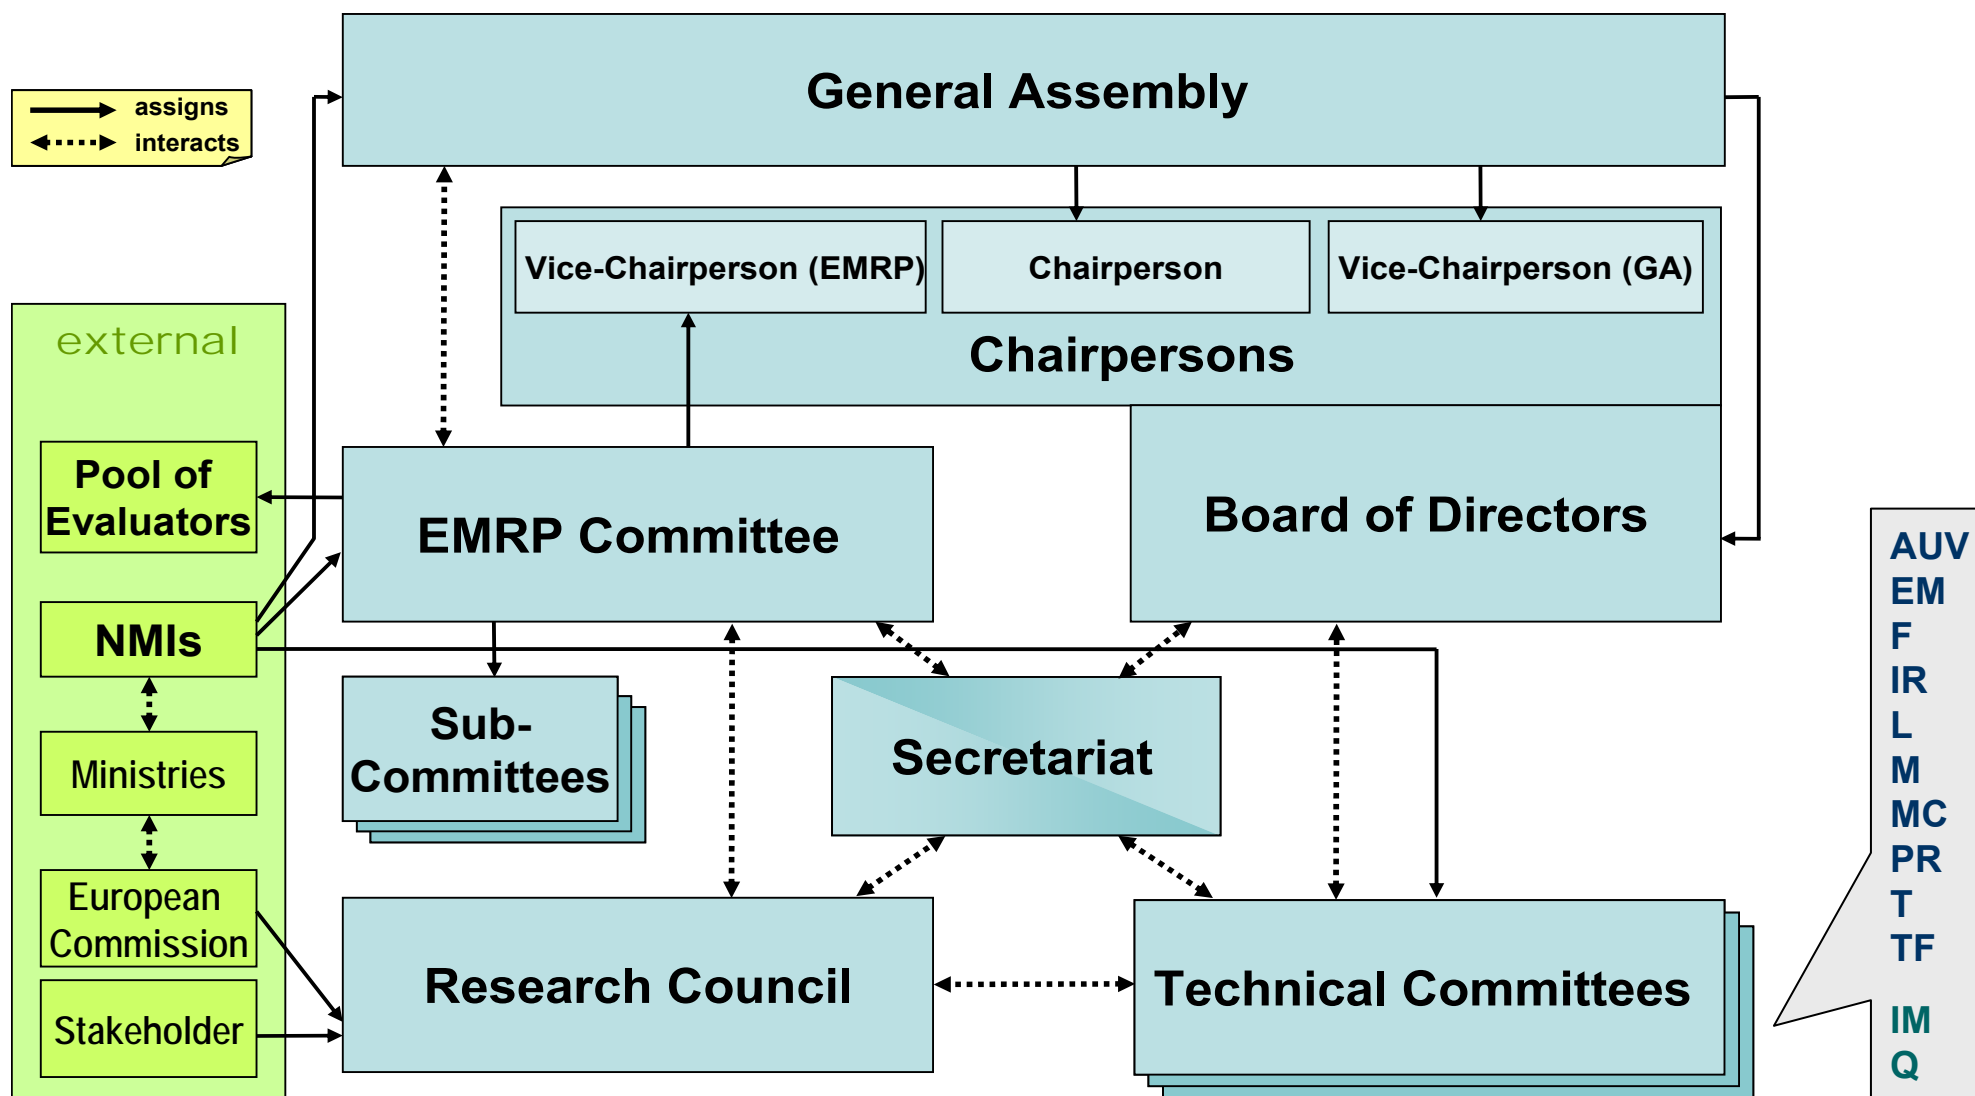 General Assembly
assigns
interacts
Vice-Chairperson (EMRP)
Chairperson
Vice-Chairperson (GA)
Chairpersons
external
Pool of
Evaluators
EMRP Committee
Board of Directors
NMIs
Sub-
Committees
Secretariat
Ministries
European
Commission
Stakeholder
Research Council
Technical Committees
AUV
EM
F
IR
L
M
MC
PR
T
TF
IM
Q